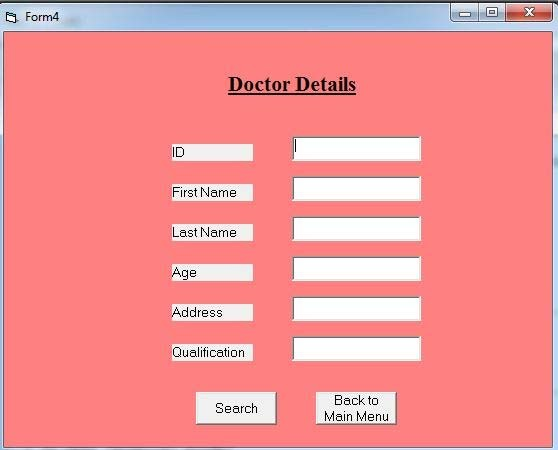 Form4
Doctor Details
ID
First Name
Last Name
Age
Address
Qualification
Search
Back to
Main Menu